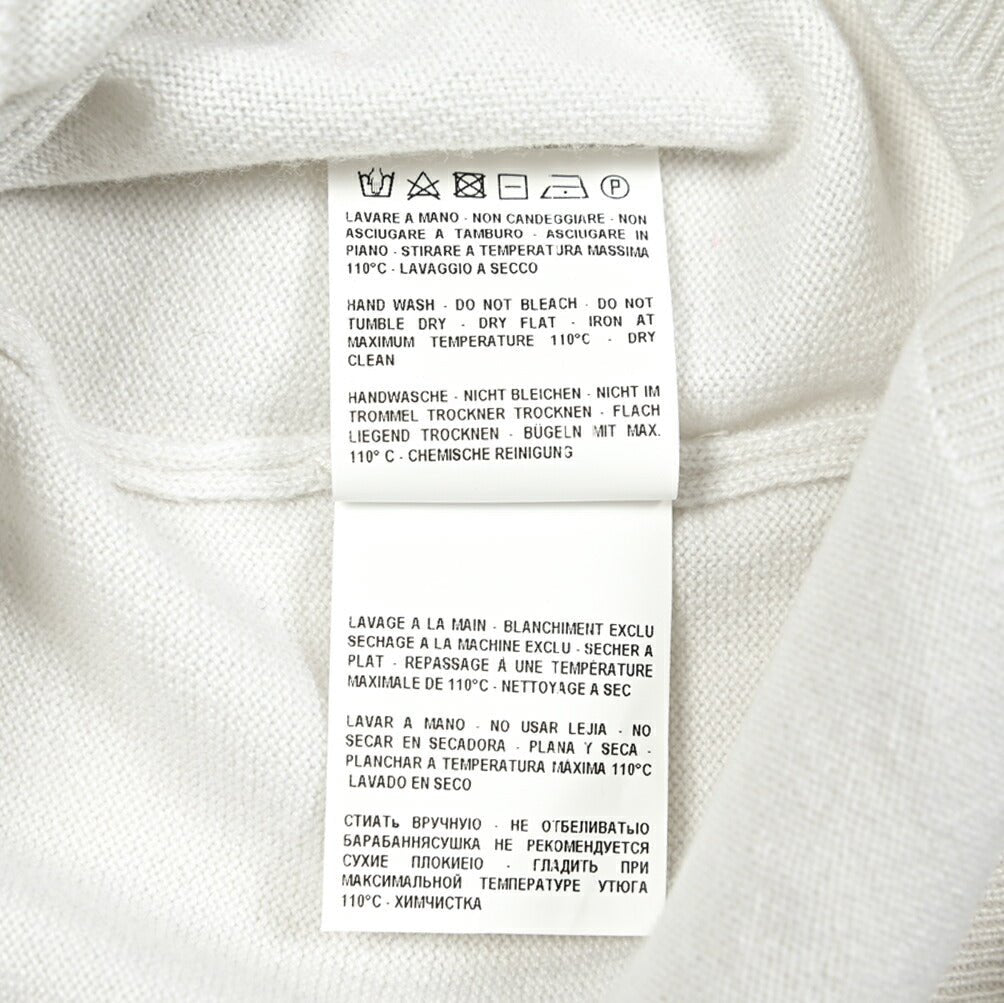 P
LAVARE A MANO - NON CANDEGGIARE - NON
ASCIUGARE A TAMBURO - ASCIUGARE IN
PIANO - STIRARE A TEMPERATURA MASSIMA
110°C - LAVAGGIO A SECCO
HAND WASH - DO NOT BLEACH - DO NOT
TUMBLE DRY - DRY FLAT - IRON AT
MAXIMUM TEMPERATURE 110°C - DRY
CLEAN
HANDWASCHE - NICHT BLEICHEN - NICHT IM
TROMMEL TROCKNER TROCKNEN - FLACH
LIEGEND TROCKNEN - BÜGELN MIT MAX.
110° C - CHEMISCHE REINIGUNG
LAVAGE A LA MAIN - BLANCHIMENT EXCLU
SECHAGE A LA MACHINE EXCLU - SECHER A
PLAT - REPASSAGE Á UNE TEMPÉRATURE
MAXIMALE DE 110°C - NETTOYAGE A SEC
LAVAR A MANO - NO USAR LEJIA - NO
SECAR EN SECADORA - PLANA Y SECA -
PLANCHAR A TEMPERATURA MÁXIMA 110°C
LAVADO EN SECO
СТИАТЬ ВРУЧНУЮ - НЕ ОТБЕЛИВАТЬЮ
БАРАБАННЯСУШКА НЕ РЕКОМЕНДУЕТСЯ
СУХИЕ ПЛОКИЕЮ - ГЛАДИТЬ ПРИ
МАКСИМАЛЬНОЙ ТЕМПЕРАТУРЕ УТЮГА
110°C - ХИМЧИСТКА